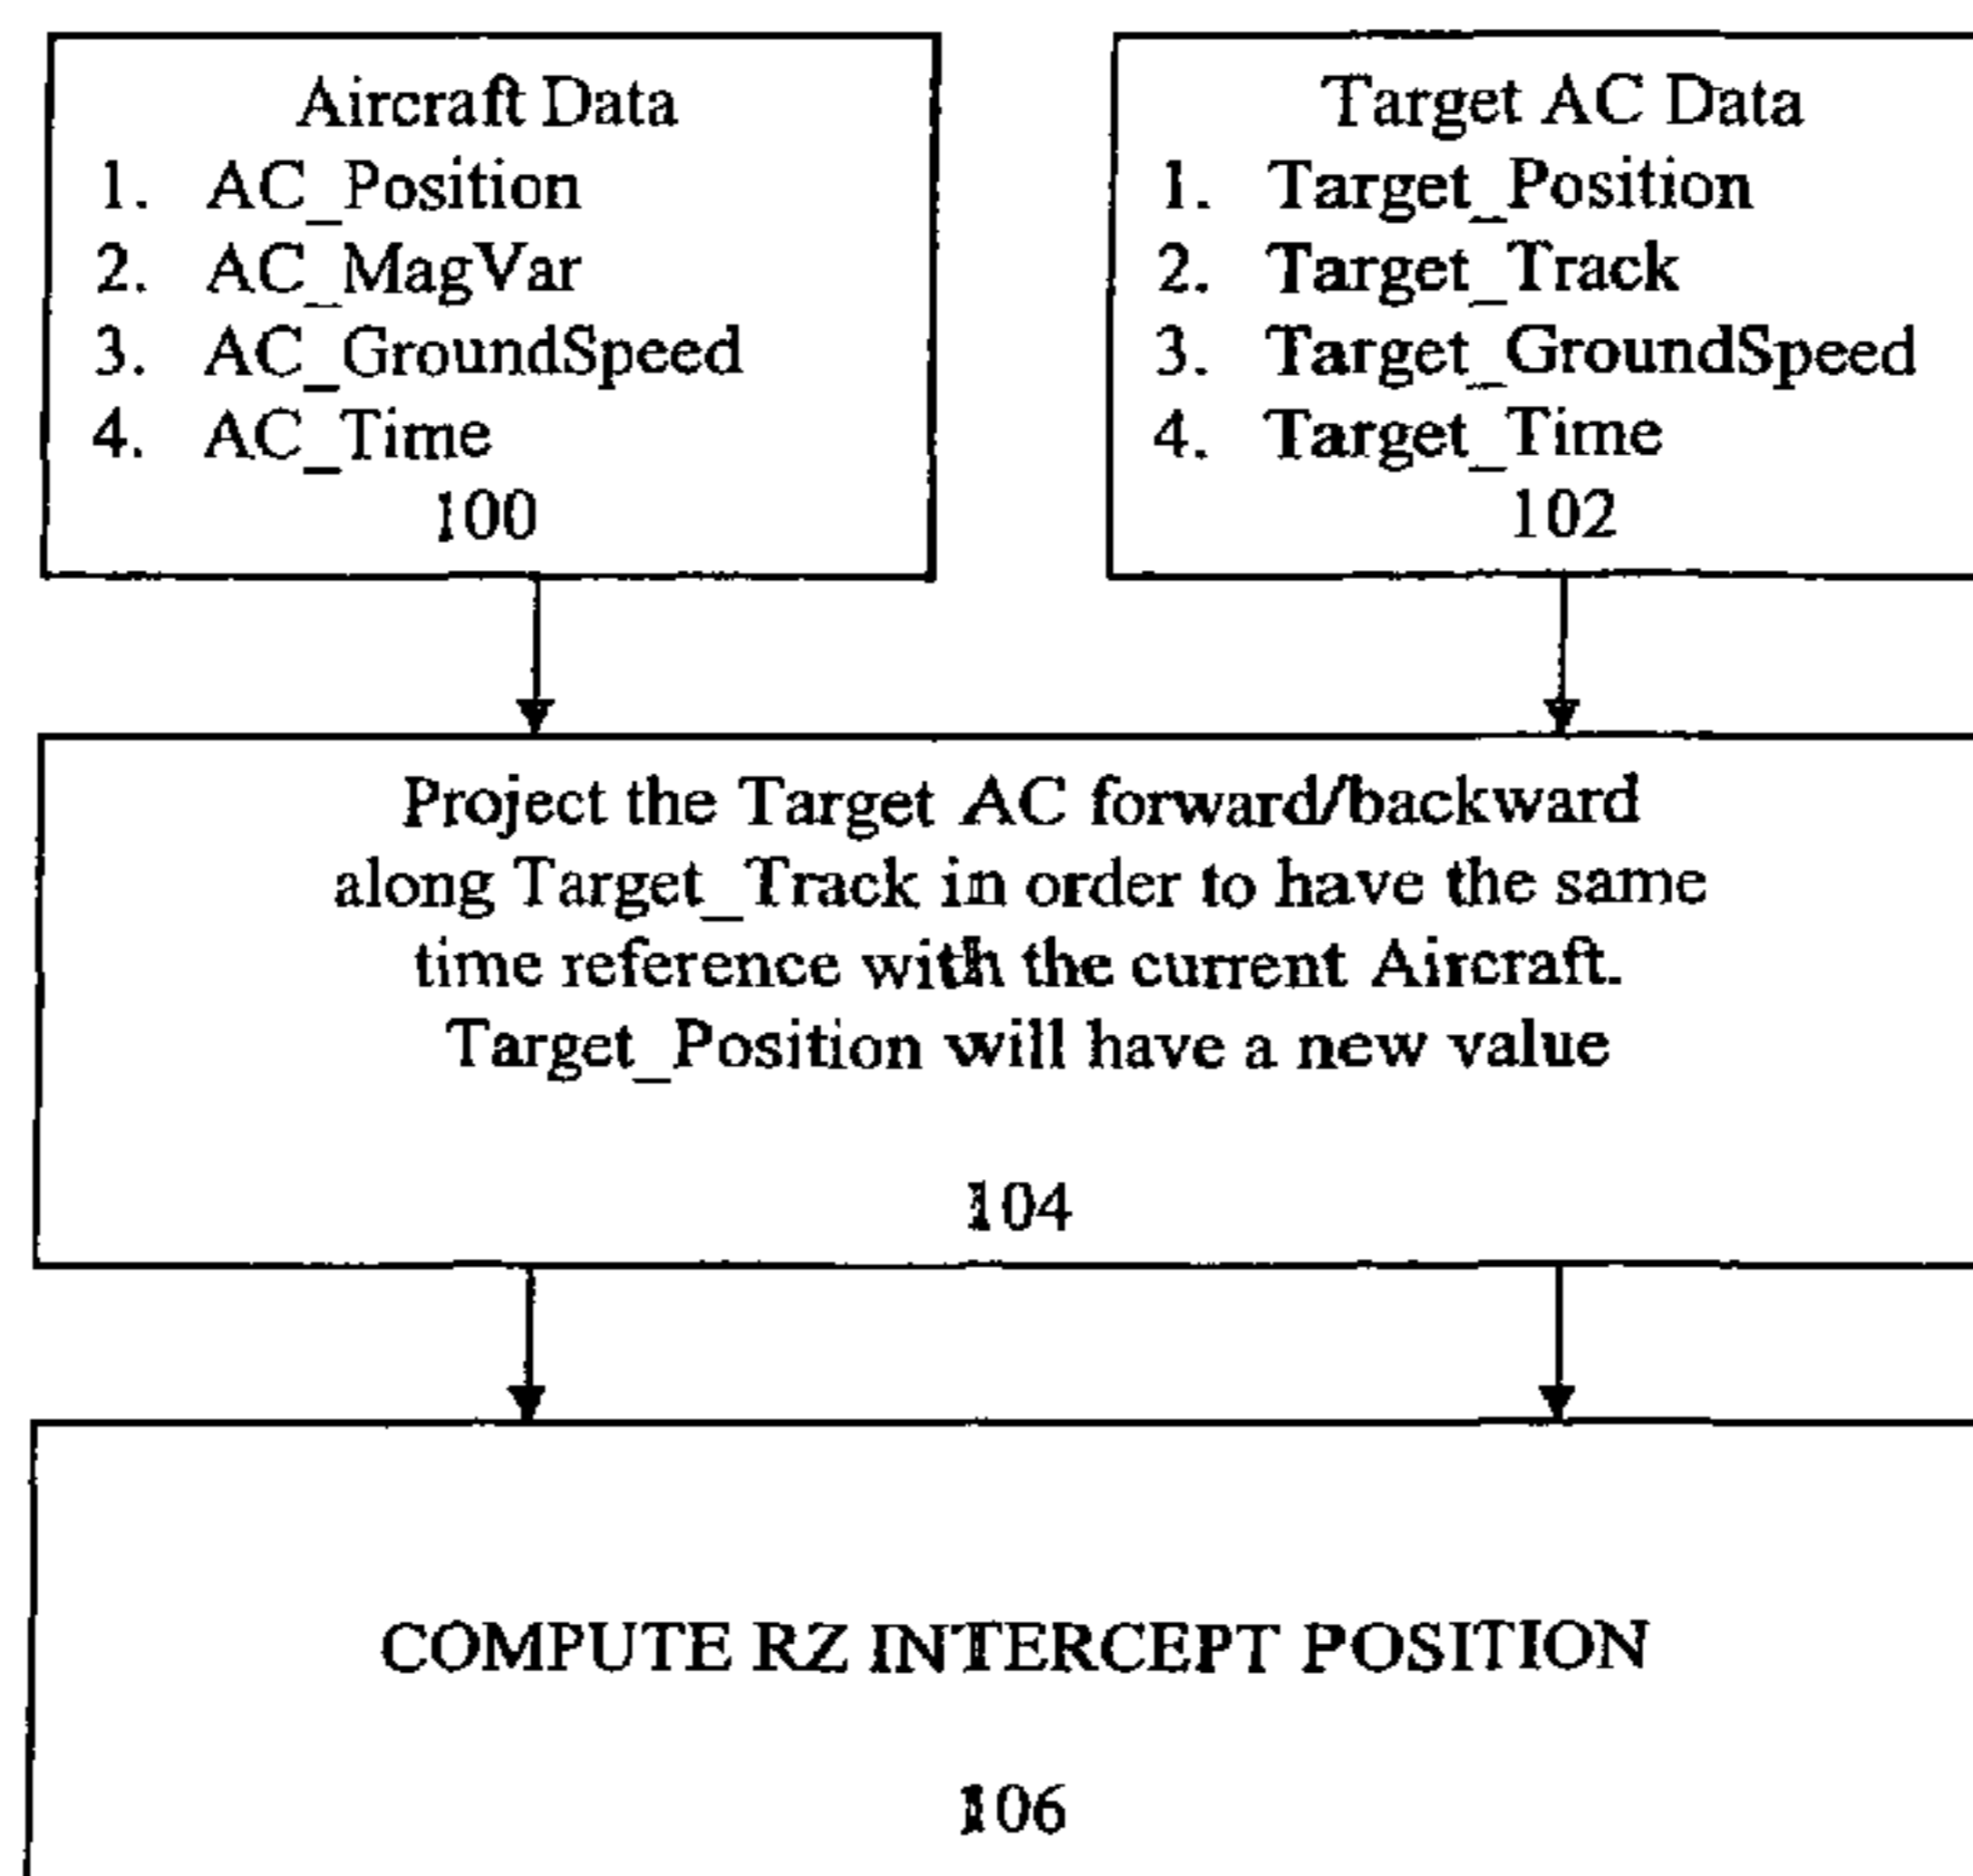 Aircraft Data
1. AC_Position
2. AC_MagVar
3. AC_GroundSpeed
4. AC_Time
100
Target AC Data
1. Target_Position
2. Target_Track
3. Target_GroundSpeed
4. Target_Time
102
Project the Target AC forward/backward
along Target_Track in order to have the same
time reference with the current Aircraft.
Target_Position will have a new value
104
COMPUTE RZ INTERCEPT POSITION
106